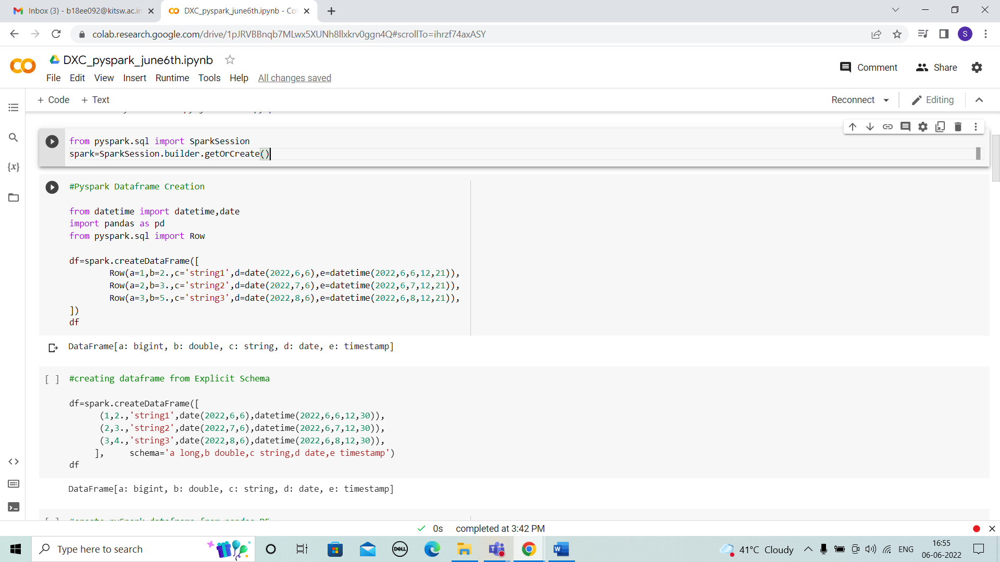 Inbox (3) - b18ee092@kitsw.ac.in
DXC_pyspark_june6th.ipynb - Co
colab.research.google.com/drive/1pJRVBBnqb7MLwx5XUNh8llxkrv0ggn4Q#scrollTo=ihrzf74axASY
S
DXC_pyspark_june6th.ipynb
Comment
Share
File Edit View Insert Runtime Tools Help All changes saved
+ Code + Text
Reconnect
Editing
from pyspark.sql import SparkSession
spark=SparkSession.builder.getOrCreate()
{x}
#Pyspark Dataframe Creation
from datetime import datetime,date
import pandas as pd
from pyspark.sql import Row
df=spark.createDataFrame([
Row(a=1,b=2.,c='string1',d=date(2022,6,6),e=datetime(2022,6,6,12,21)),
Row(a=2,b=3.,c='string2',d=date(2022,7,6),e=datetime(2022,6,7,12,21)),
Row(a=3,b=5.,c='string3',d=date(2022,8,6),e=datetime(2022,6,8,12,21)),
])
df
DataFrame[a: bigint, b: double, c: string, d: date, e: timestamp]
[ ] #creating dataframe from Explicit Schema
df=spark.createDataFrame([
(1,2.,'string1',date(2022,6,6),datetime(2022,6,6,12,30)),
(2,3.,'string2',date(2022,7,6),datetime(2022,6,7,12,30)),
(3,4.,'string3',date(2022,8,6),datetime(2022,6,8,12,30)),
], schema='a long,b double,c string,d date,e timestamp')
df
DataFrame[a: bigint, b: double, c: string, d: date, e: timestamp]
0s completed at 3:42 PM
Type here to search
DELL
41°C Cloudy
ENG
16:55
06-06-2022